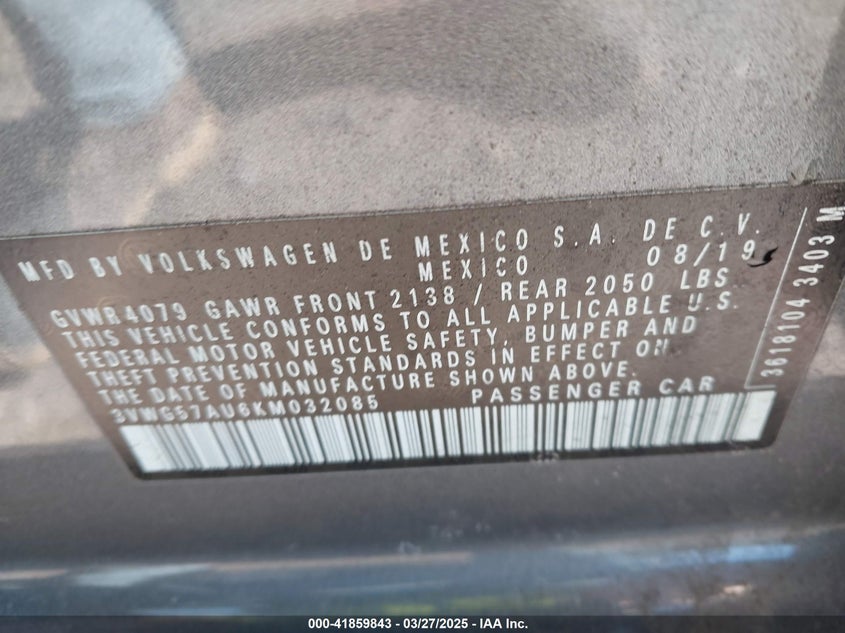 MFD BY VOLKSWAGEN DE MEXICO S.A. DE C.V.
MEXICO 08/19
GVWR4079 GAWR FRONT 2138 / REAR 2050 LBS
THIS VEHICLE CONFORMS TO ALL APPLICABLE U.S.
FEDERAL MOTOR VEHICLE SAFETY, BUMPER AND
THEFT PREVENTION STANDARDS IN EFFECT ON
THE DATE OF MANUFACTURE SHOWN ABOVE.
3VWG57AU6KM032085 PASSENGER CAR
3618104 3403 M
000-41859843 - 03/27/2025 - IAA Inc.